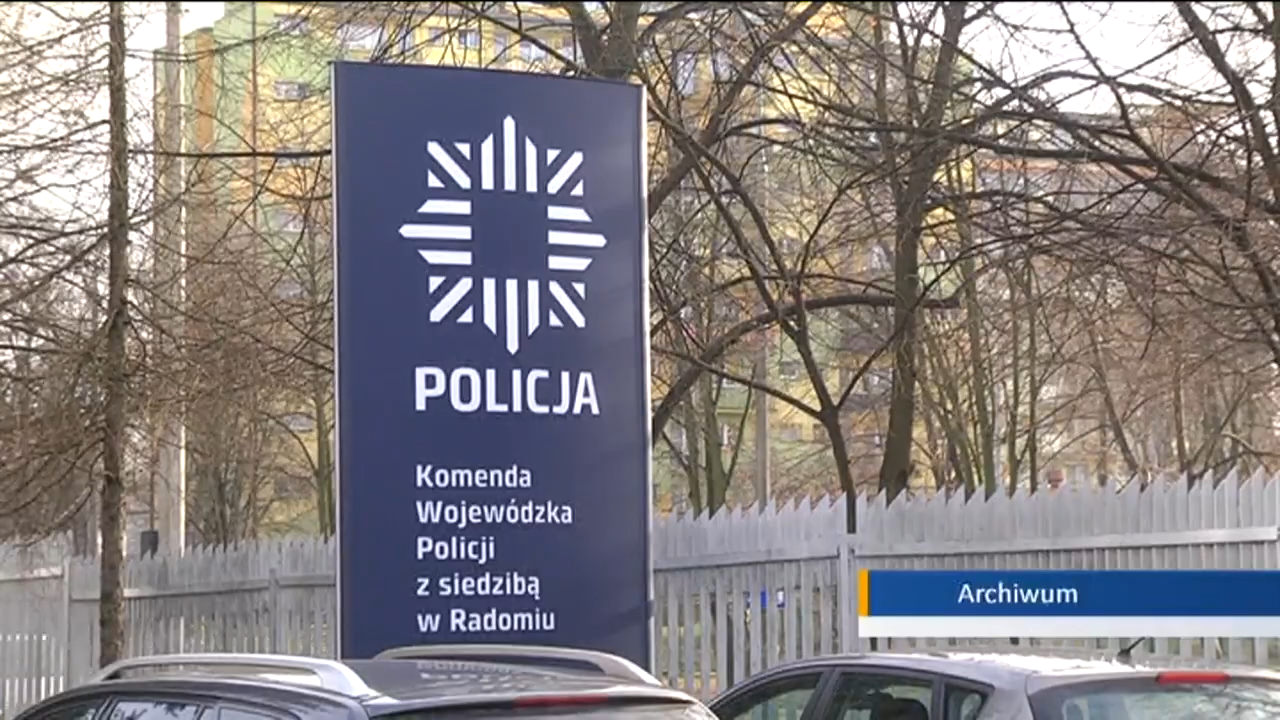 POLICJA
Komenda
Wojewódzka
Policji
z siedzibą
w Radomiu
Archiwum